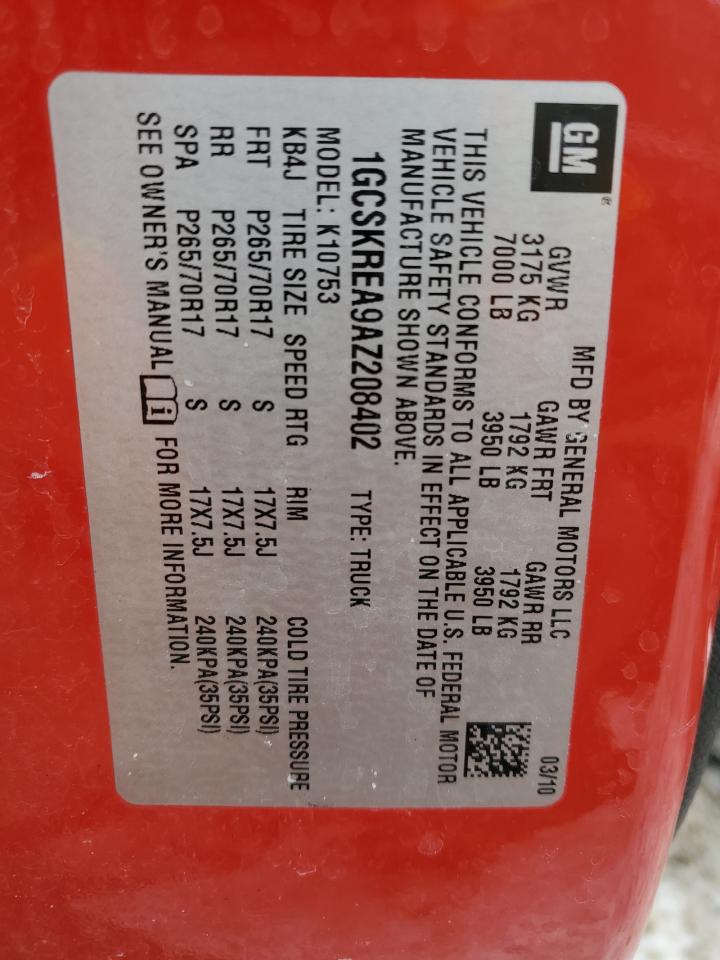 GM®
MFD BY GENERAL MOTORS LLC 03/10
GVWR GAWR FRT GAWR RR
3175 KG 1792 KG 1792 KG
7000 LB 3950 LB 3950 LB
THIS VEHICLE CONFORMS TO ALL APPLICABLE U.S. FEDERAL MOTOR
VEHICLE SAFETY STANDARDS IN EFFECT ON THE DATE OF
MANUFACTURE SHOWN ABOVE.
1GCSKREA9AZ208402 TYPE: TRUCK
MODEL: K10753
KB4J TIRE SIZE SPEED RTG RIM COLD TIRE PRESSURE
FRT P265/70R17 S 17X7.5J 240KPA(35PSI)
RR P265/70R17 S 17X7.5J 240KPA(35PSI)
SPA P265/70R17 S 17X7.5J 240KPA(35PSI)
SEE OWNER'S MANUAL i FOR MORE INFORMATION.